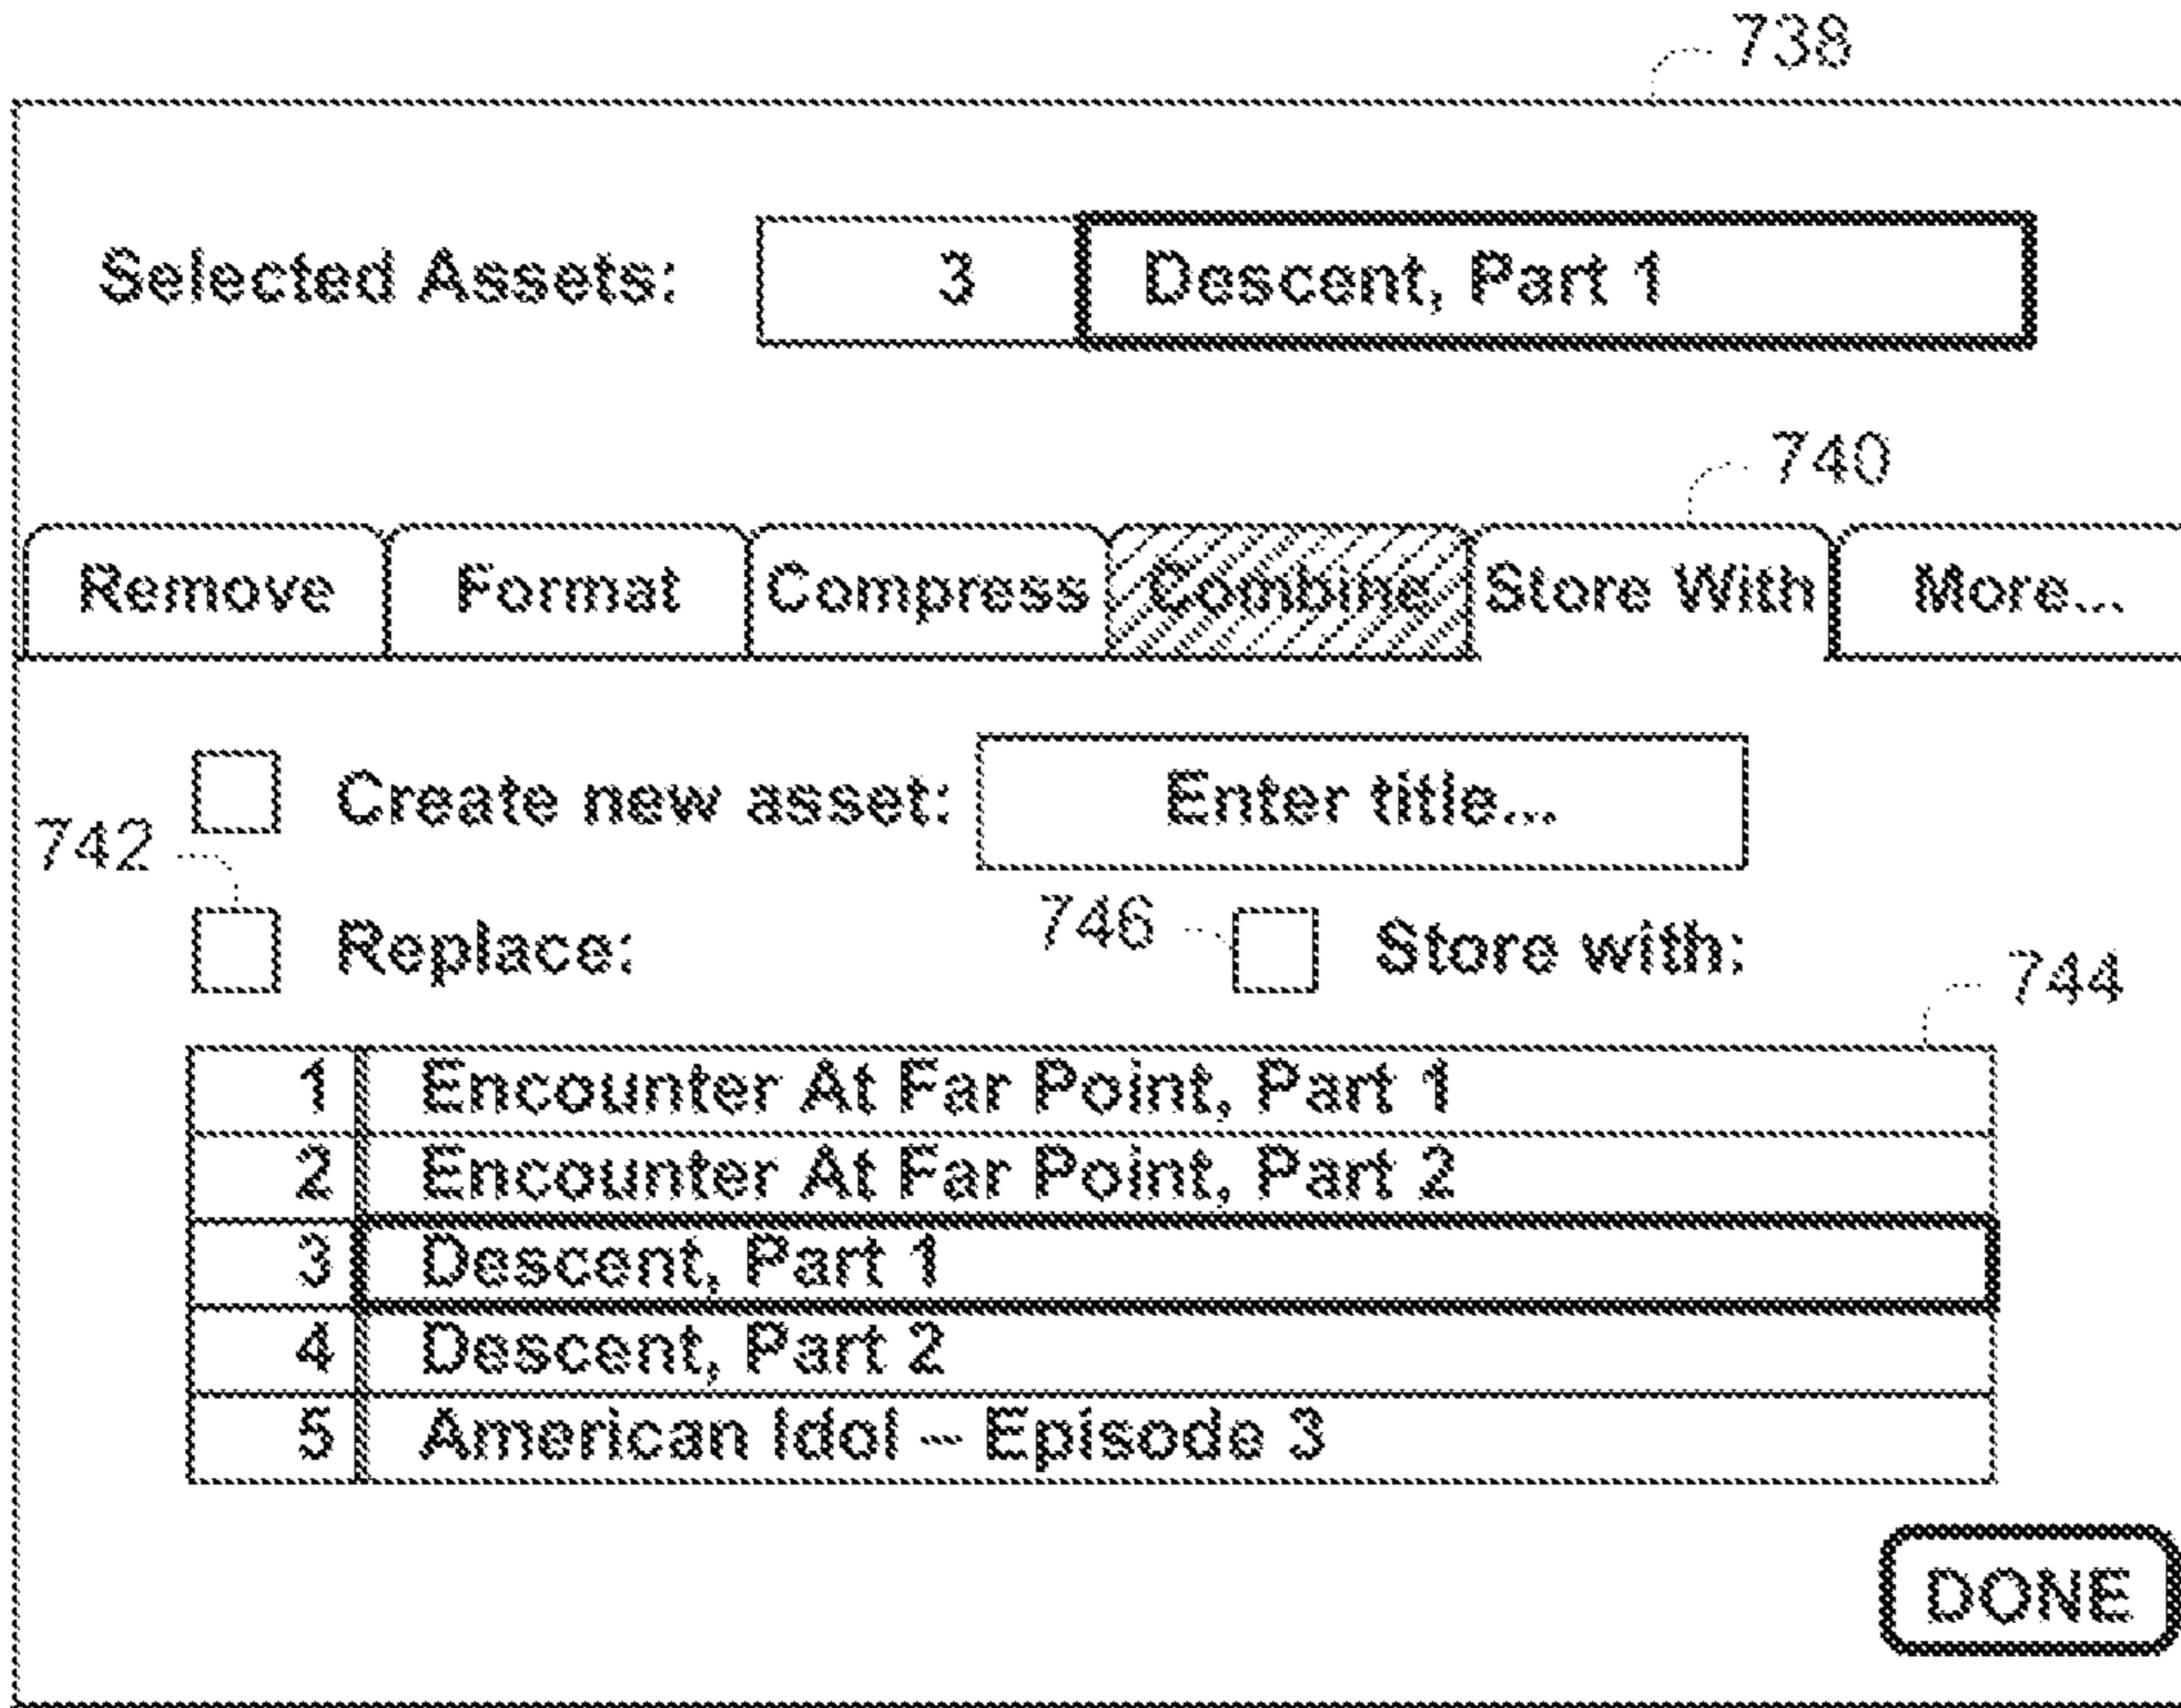 738
Selected Assets: 3 Descent, Part 1
740
Remove Format Compress Combine Store With More...
Create new asset: Enter title...
742
Replace: 746 Store with:
744
1 Encounter At Far Point, Part 1
2 Encounter At Far Point, Part 2
3 Descent, Part 1
4 Descent, Part 2
5 American Idol -- Episode 3
DONE